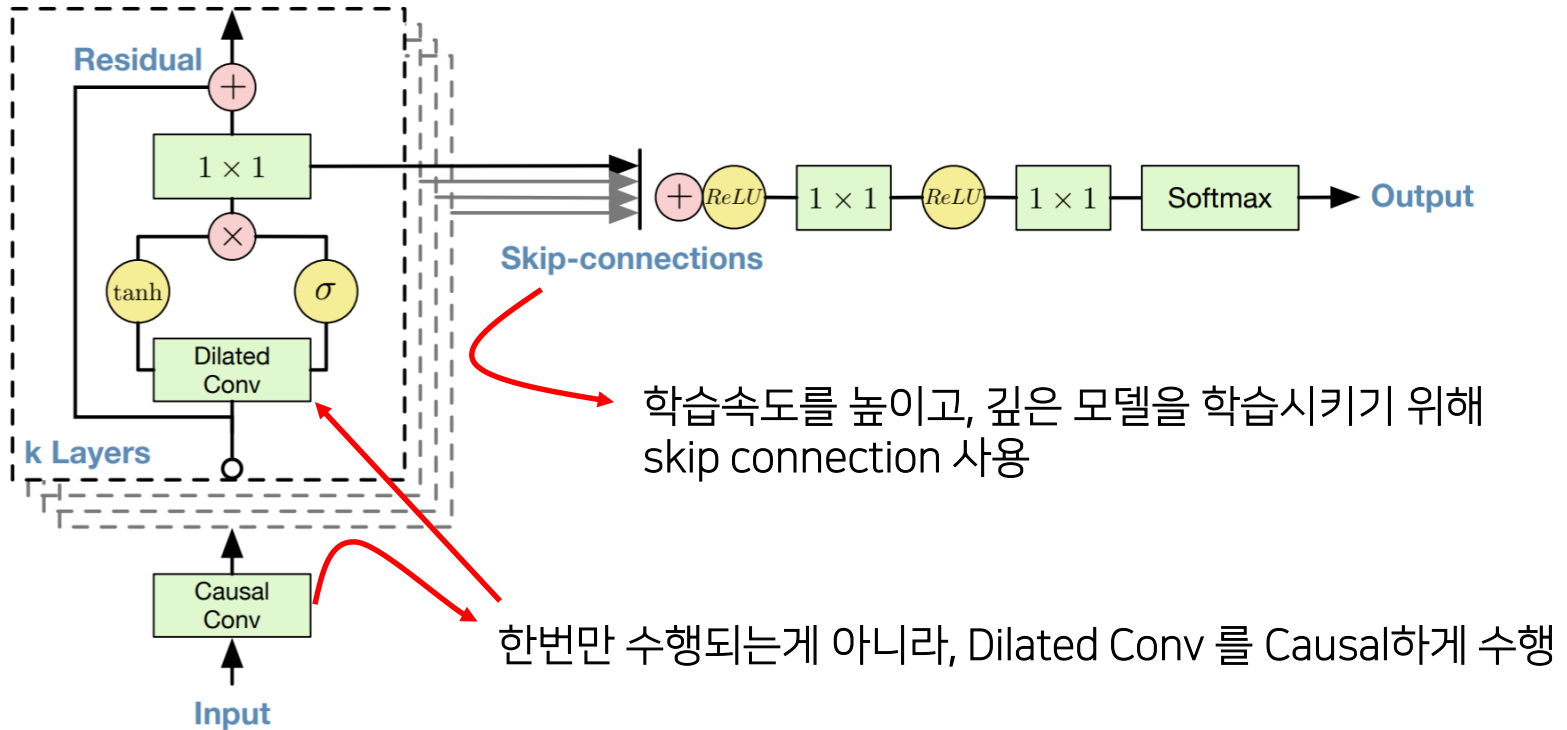 Residual
+
1 × 1
×
tanh
σ
Dilated
Conv
k Layers
Causal
Conv
Input
+
ReLU
1 × 1
ReLU
1 × 1
Softmax
Output
Skip-connections
학습속도를 높이고, 깊은 모델을 학습시키기 위해
skip connection 사용
한번만 수행되는게 아니라, Dilated Conv 를 Causal하게 수행